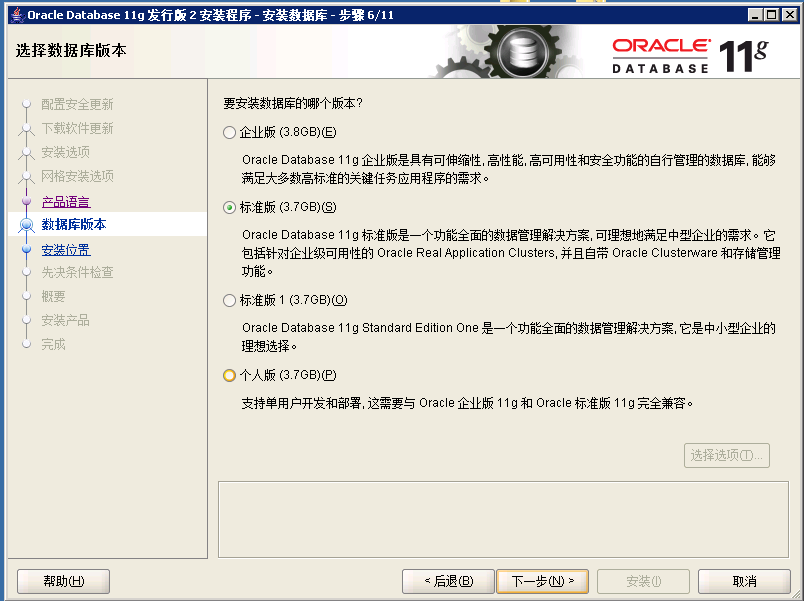 Oracle Database 11g 发行版 2 安装程序 - 安装数据库 - 步骤 6/11
选择数据库版本
ORACLE
DATABASE
11g
配置安全更新
下载软件更新
安装选项
网格安装选项
产品语言
数据库版本
安装位置
先决条件检查
概要
安装产品
完成
要安装数据库的哪个版本?
企业版 (3.8GB)(E)
Oracle Database 11g 企业版是具有可伸缩性, 高性能, 高可用性和安全功能的自行管理的数据库, 能够
满足大多数高标准的关键任务应用程序的需求。
标准版 (3.7GB)(S)
Oracle Database 11g 标准版是一个功能全面的数据管理解决方案, 可理想地满足中型企业的需求。它
包括针对企业级可用性的 Oracle Real Application Clusters, 并且自带 Oracle Clusterware 和存储管理
功能。
标准版 1 (3.7GB)(O)
Oracle Database 11g Standard Edition One 是一个功能全面的数据管理解决方案, 它是中小型企业的
理想选择。
个人版 (3.7GB)(P)
支持单用户开发和部署, 这需要与 Oracle 企业版 11g 和 Oracle 标准版 11g 完全兼容。
选择选项(T)...
帮助(H)
< 后退(B)
下一步(N) >
安装(I)
取消